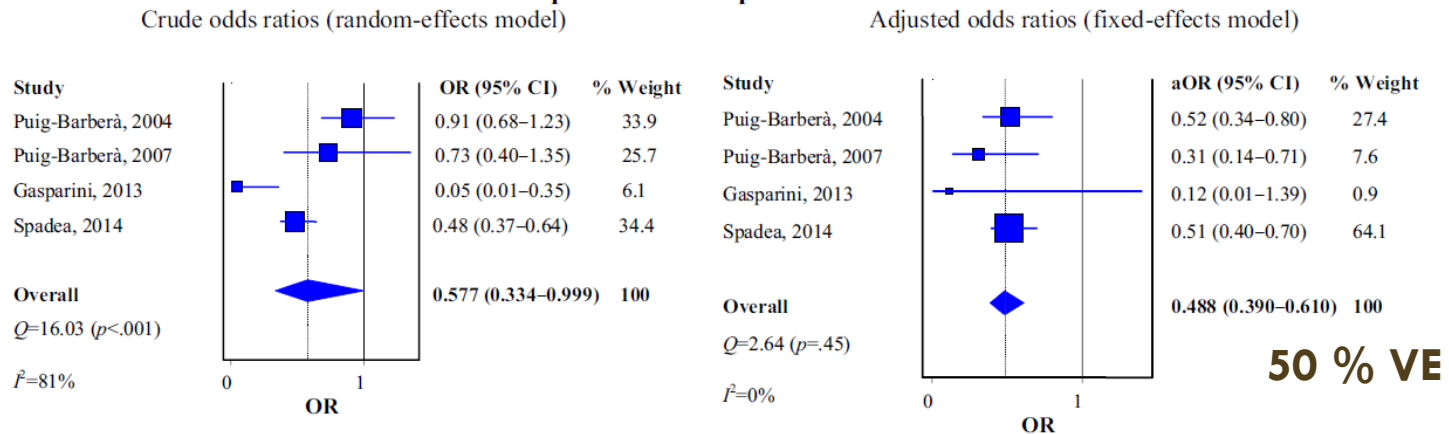 Crude odds ratios (random-effects model)
Study OR (95% CI) % Weight
Puig-Barberà, 2004 0.91 (0.68–1.23) 33.9
Puig-Barberà, 2007 0.73 (0.40–1.35) 25.7
Gasparini, 2013 0.05 (0.01–0.35) 6.1
Spadea, 2014 0.48 (0.37–0.64) 34.4
Overall 0.577 (0.334–0.999) 100
Q=16.03 (p<.001)
I²=81%
0 1
OR
Adjusted odds ratios (fixed-effects model)
Study aOR (95% CI) % Weight
Puig-Barberà, 2004 0.52 (0.34–0.80) 27.4
Puig-Barberà, 2007 0.31 (0.14–0.71) 7.6
Gasparini, 2013 0.12 (0.01–1.39) 0.9
Spadea, 2014 0.51 (0.40–0.70) 64.1
Overall 0.488 (0.390–0.610) 100
Q=2.64 (p=.45)
I²=0%
0 1
OR
50 % VE